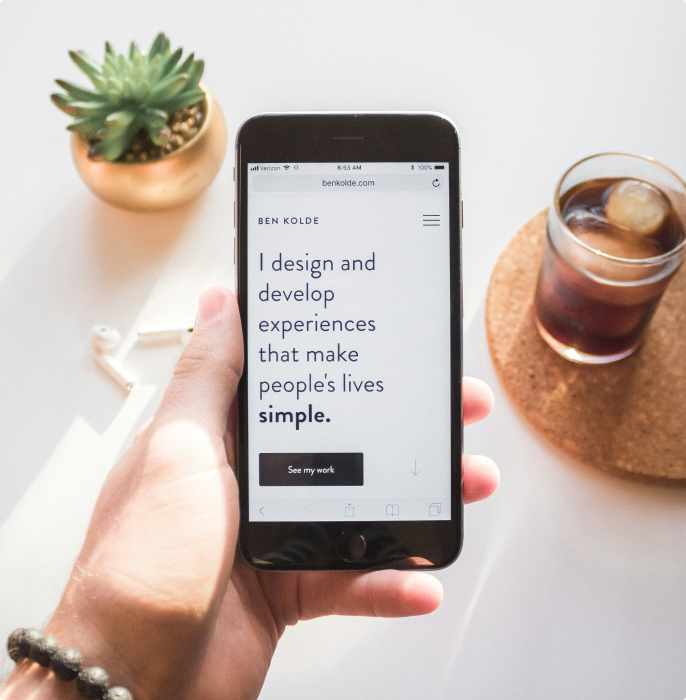 Verizon 8:53 AM 100%
benkolde.com
BEN KOLDE
I design and
develop
experiences
that make
people's lives
simple.
See my work